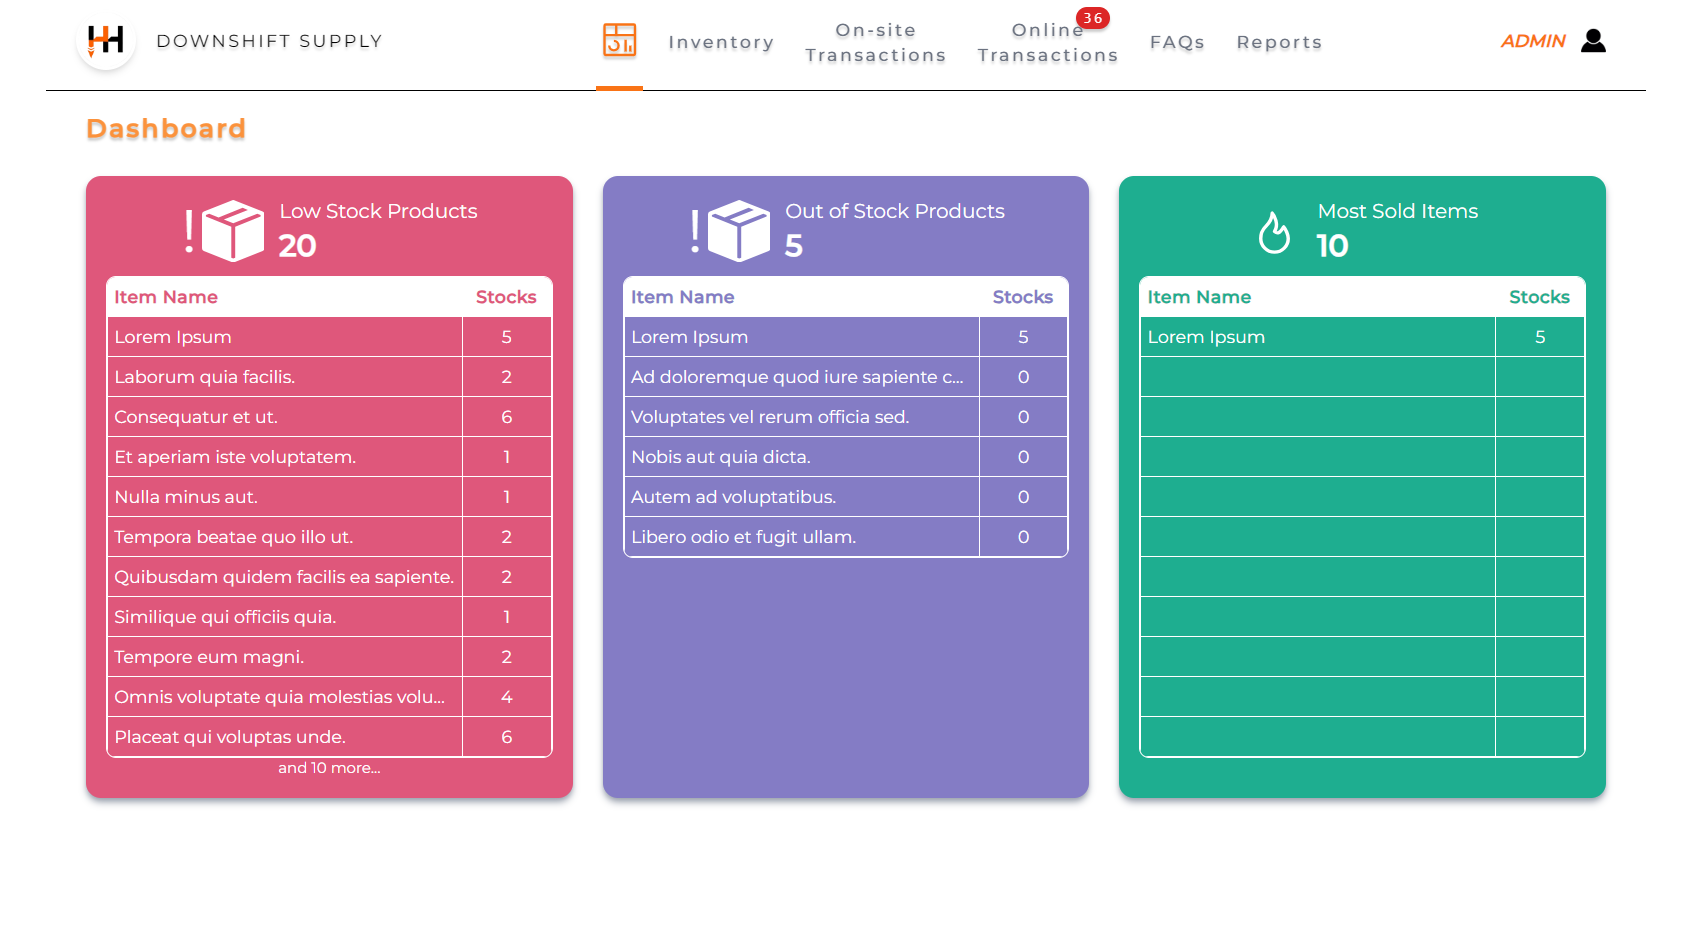 DOWNSHIFT SUPPLY
Inventory
On-site
Transactions
Online
36
Transactions
FAQs
Reports
ADMIN
Dashboard
Low Stock Products
20
Item Name Stocks
Lorem Ipsum 5
Laborum quia facilis. 2
Consequatur et ut. 6
Et aperiam iste voluptatem. 1
Nulla minus aut. 1
Tempora beatae quo illo ut. 2
Quibusdam quidem facilis ea sapiente. 2
Similique qui officiis quia. 1
Tempore eum magni. 2
Omnis voluptate quia molestias volu... 4
Placeat qui voluptas unde. 6
and 10 more...
Out of Stock Products
5
Item Name Stocks
Lorem Ipsum 5
Ad doloremque quod iure sapiente c... 0
Voluptates vel rerum officia sed. 0
Nobis aut quia dicta. 0
Autem ad voluptatibus. 0
Libero odio et fugit ullam. 0
Most Sold Items
10
Item Name Stocks
Lorem Ipsum 5